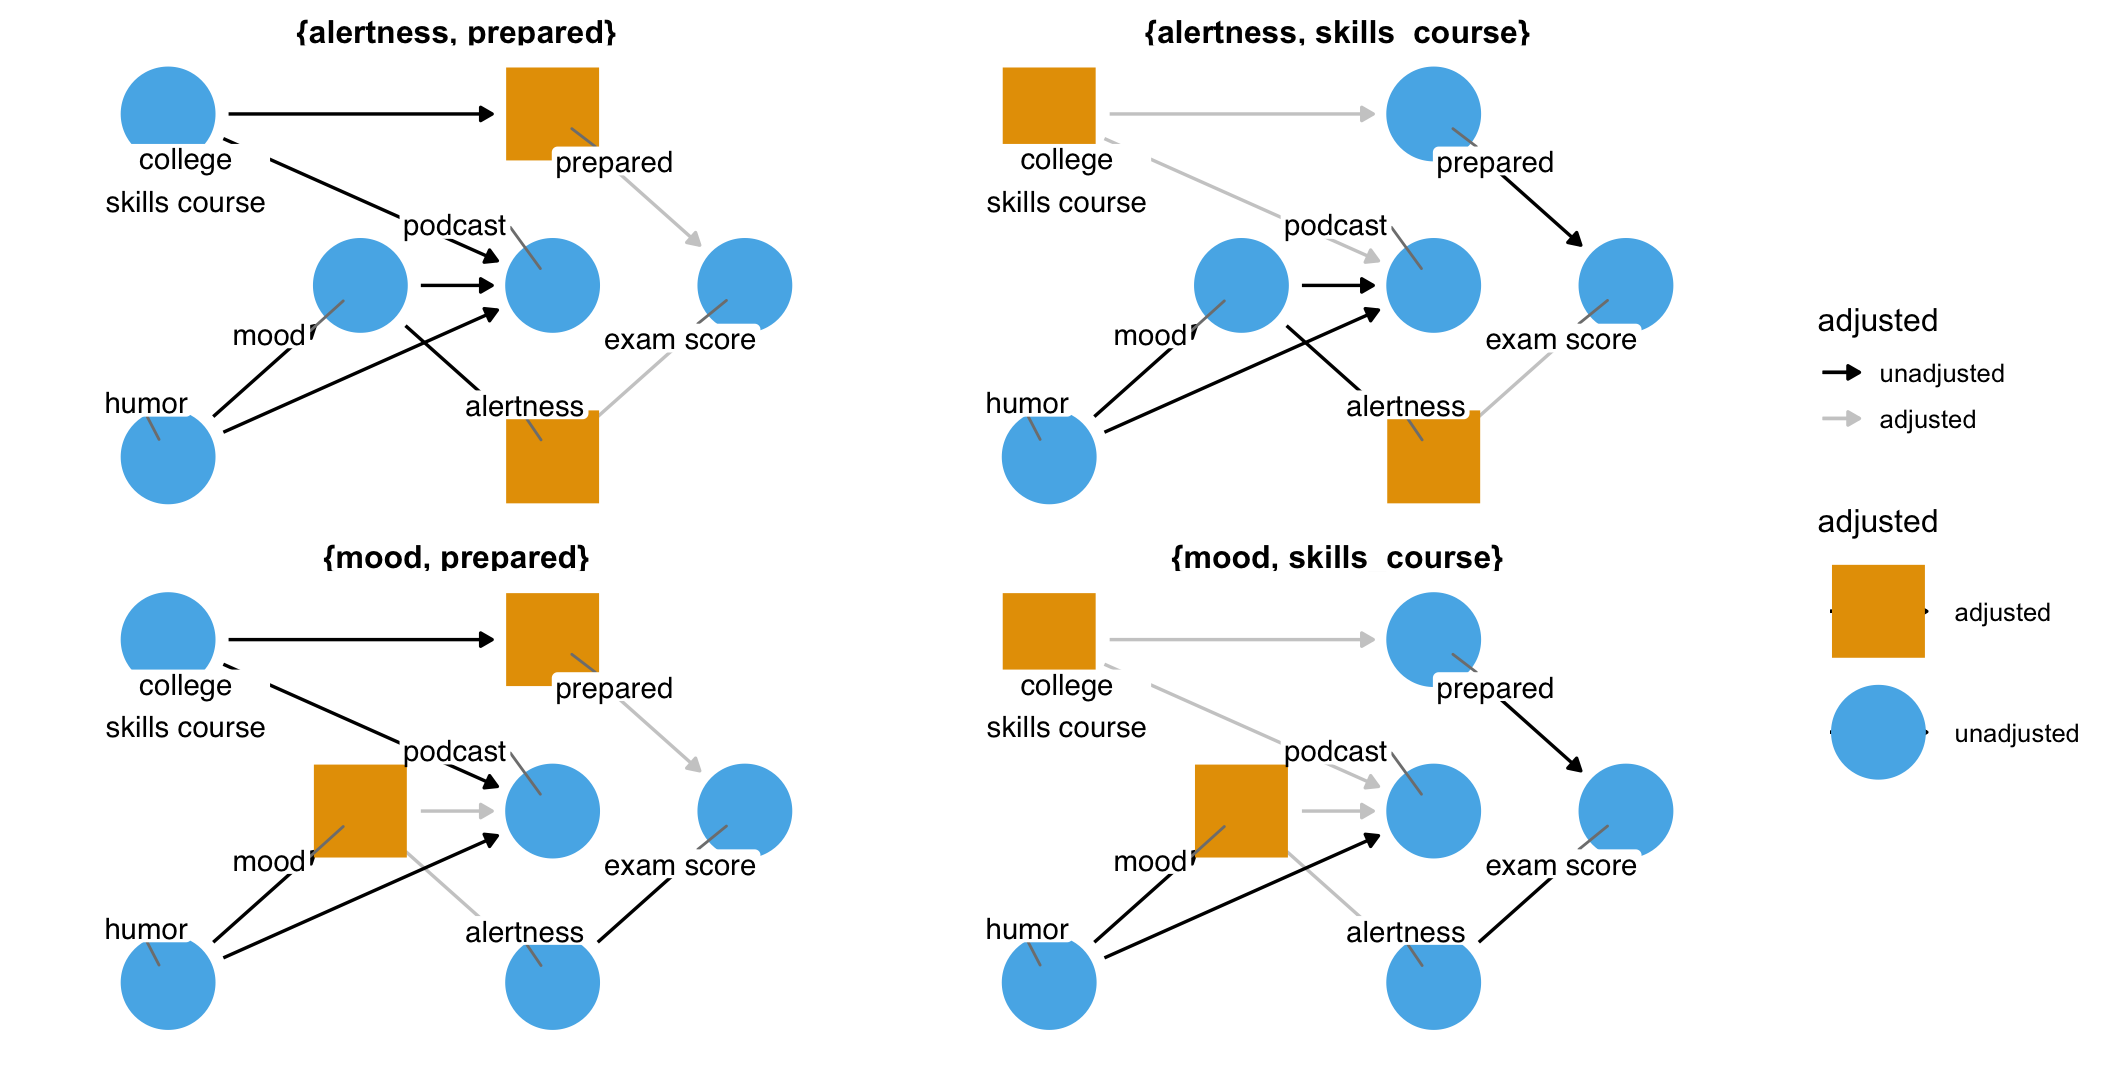 {alertness, prepared}
college
skills course
prepared
podcast
mood
exam score
humor
alertness
{alertness, skills course}
college
skills course
prepared
podcast
mood
exam score
humor
alertness
{mood, prepared}
college
skills course
prepared
podcast
mood
exam score
humor
alertness
{mood, skills course}
college
skills course
prepared
podcast
mood
exam score
humor
alertness
adjusted
unadjusted
adjusted
adjusted
adjusted
unadjusted